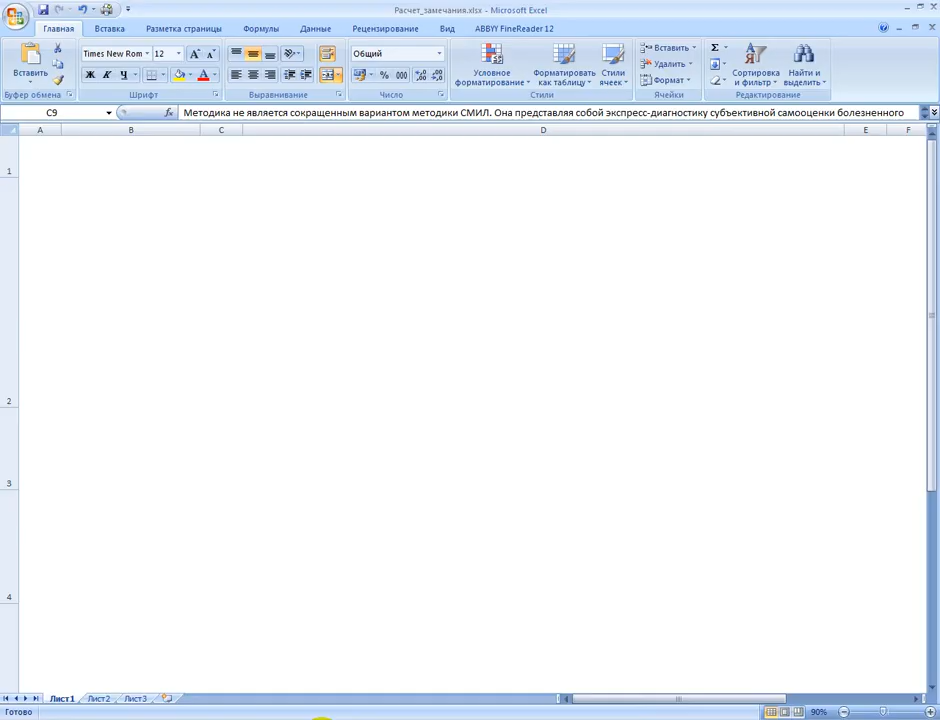 Расчет_замечания.xlsx - Microsoft Excel
Главная Вставка Разметка страницы Формулы Данные Рецензирование Вид ABBYY FineReader 12
Times New Rom 12 Общий
Вставить Ж К Ч А % 000 Условное форматирование Форматировать как таблицу Стили ячеек Вставить Удалить Формат Σ Сортировка и фильтр Найти и выделить
Буфер обмена Шрифт Выравнивание Число Стили Ячейки Редактирование
C9 fx Методика не является сокращенным вариантом методики СМИЛ. Она представляя собой экспресс-диагностику субъективной самооценки болезненного
A B C D E F
1
2
3
4
Лист1 Лист2 Лист3
Готово 90%